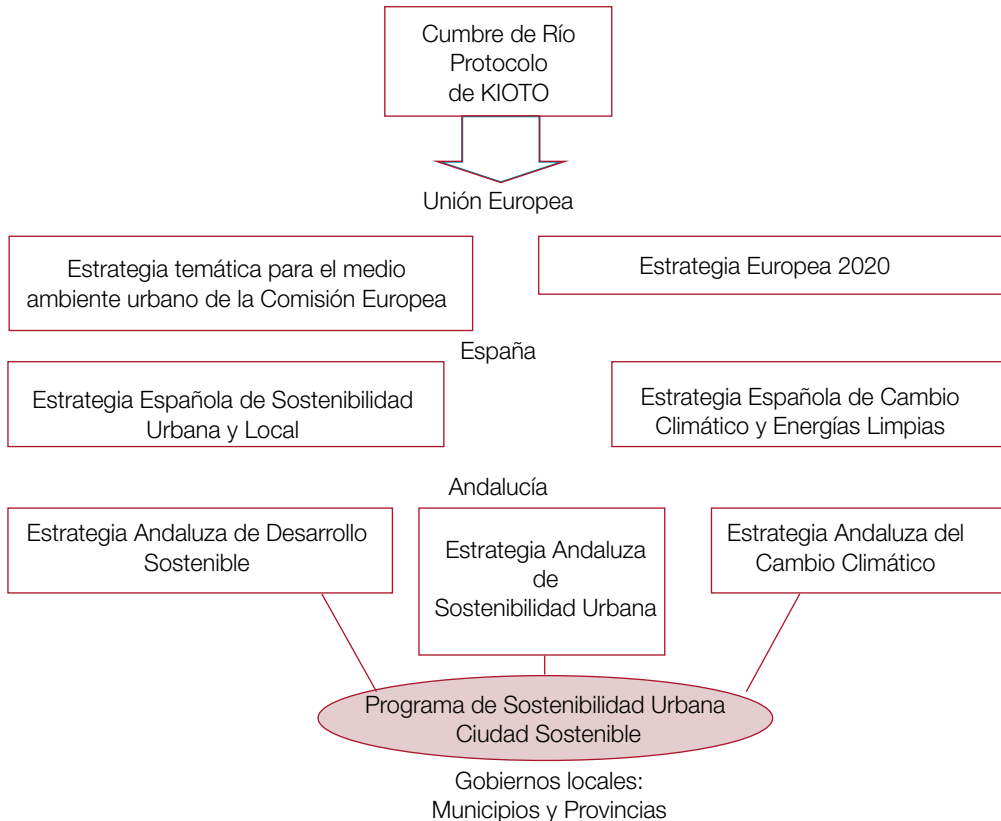 Cumbre de Río
Protocolo
de KIOTO
Unión Europea
Estrategia temática para el medio
ambiente urbano de la Comisión Europea
Estrategia Europea 2020
España
Estrategia Española de Sostenibilidad
Urbana y Local
Estrategia Española de Cambio
Climático y Energías Limpias
Andalucía
Estrategia Andaluza de Desarrollo
Sostenible
Estrategia Andaluza
de
Sostenibilidad Urbana
Estrategia Andaluza del
Cambio Climático
Programa de Sostenibilidad Urbana
Ciudad Sostenible
Gobiernos locales:
Municipios y Provincias